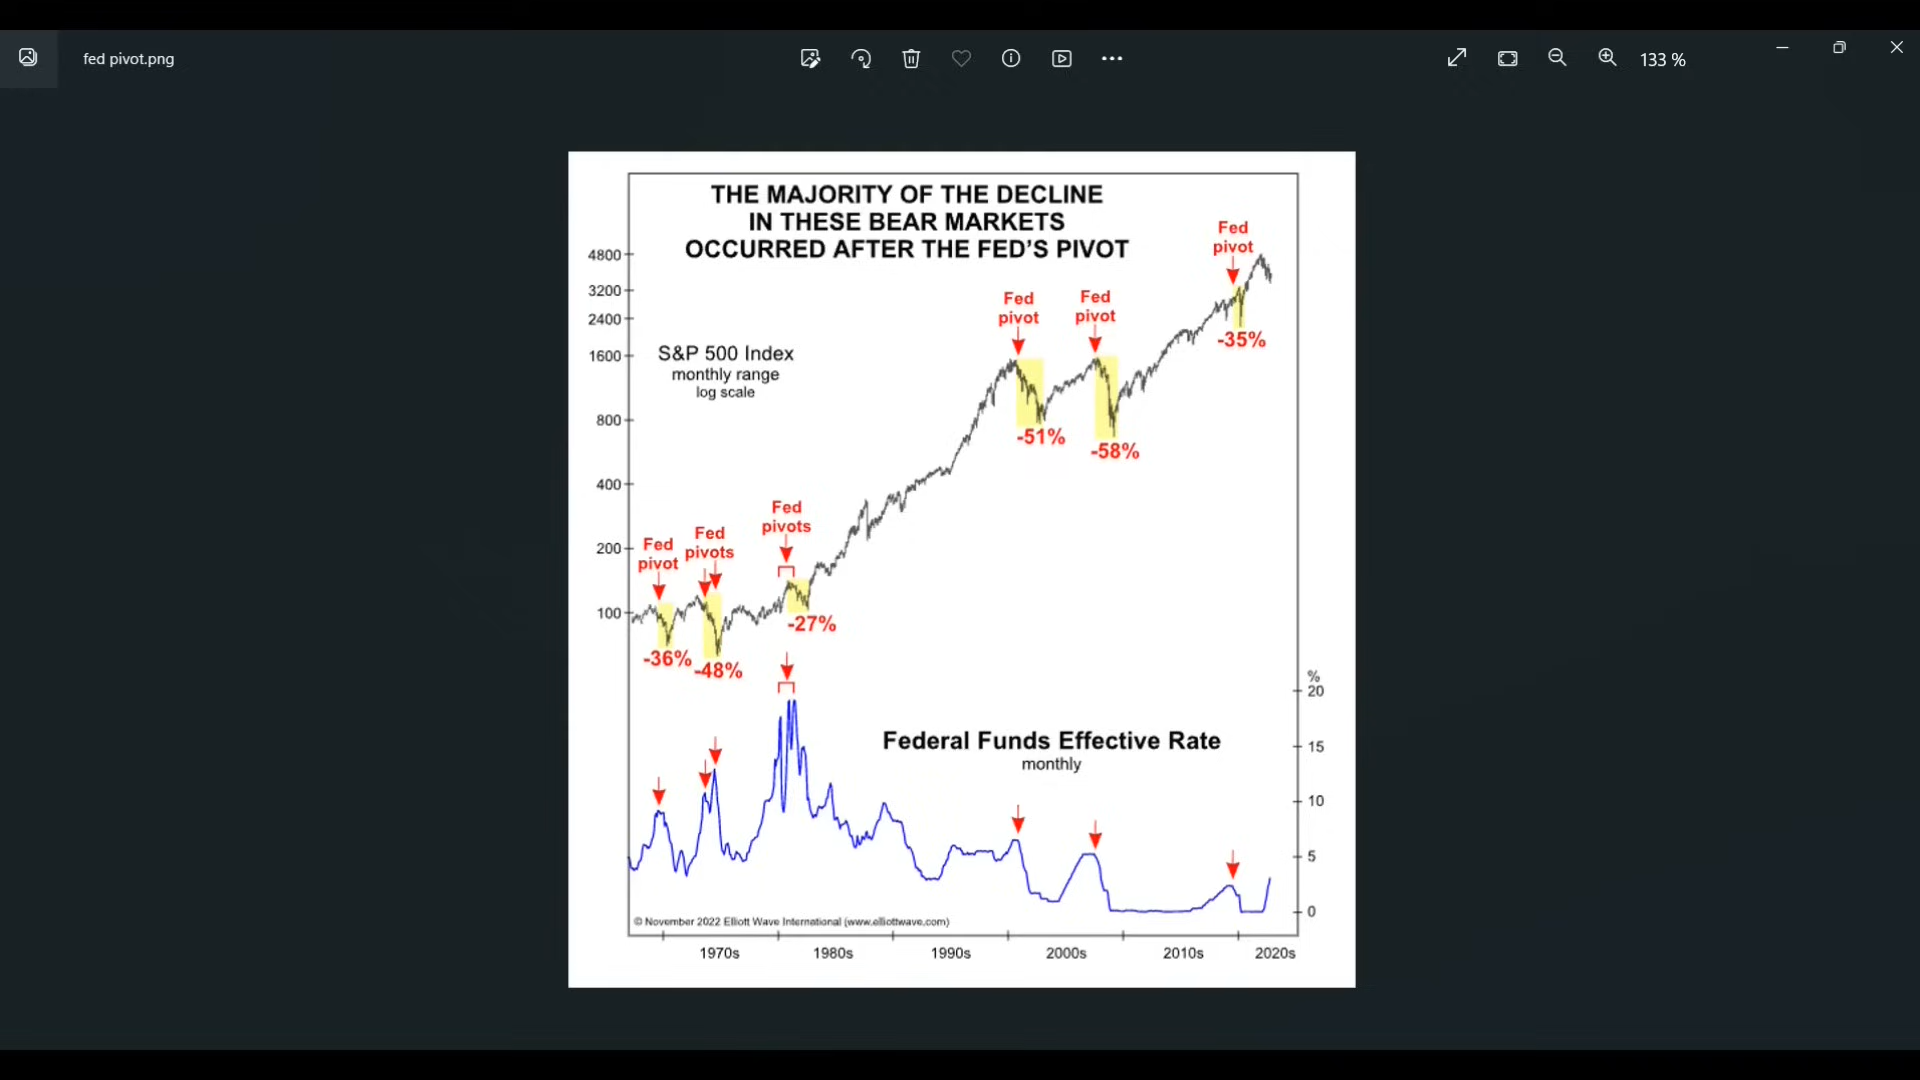 fed pivot.png
133 %
THE MAJORITY OF THE DECLINE
IN THESE BEAR MARKETS
OCCURRED AFTER THE FED'S PIVOT
Fed
pivot
4800
3200
2400
1600
800
400
200
100
S&P 500 Index
monthly range
log scale
Fed
pivot
Fed
pivot
-35%
-51%
-58%
Fed
pivots
Fed
pivots
Fed
pivot
-27%
-36%
-48%
%
20
15
10
5
0
Federal Funds Effective Rate
monthly
© November 2022 Elliott Wave International (www.elliottwave.com)
1970s 1980s 1990s 2000s 2010s 2020s